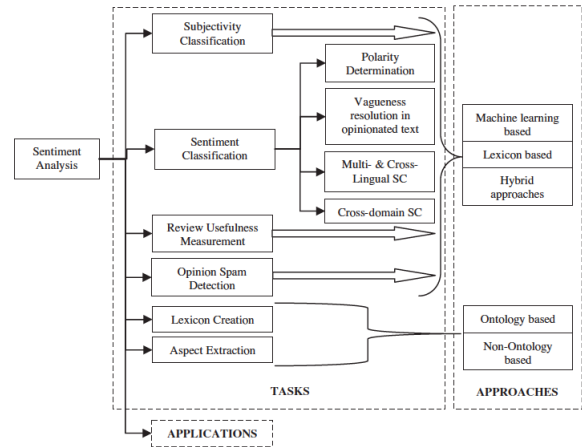 Subjectivity
Classification
Polarity
Determination
Vagueness
resolution in
opinionated text
Machine learning
based
Sentiment
Analysis
Sentiment
Classification
Lexicon based
Multi- & Cross-
Lingual SC
Hybrid
approaches
Cross-domain SC
Review Usefulness
Measurement
Opinion Spam
Detection
Lexicon Creation
Ontology based
Aspect Extraction
Non-Ontology
based
TASKS
APPROACHES
APPLICATIONS